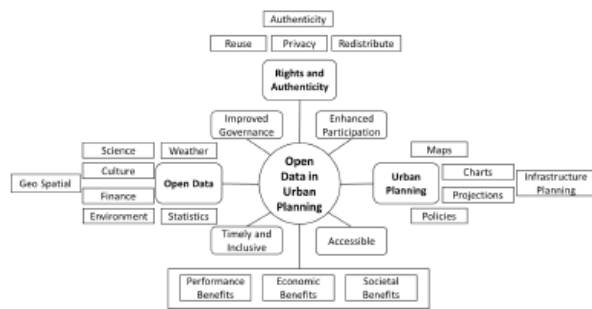 Authenticity
Reuse
Privacy
Redistribute
Rights and
Authenticity
Improved
Governance
Enhanced
Participation
Science
Weather
Culture
Geo Spatial
Open Data
Finance
Environment
Statistics
Open
Data in
Urban
Planning
Maps
Urban
Planning
Charts
Projections
Infrastructure
Planning
Policies
Timely and
Inclusive
Accessible
Performance
Benefits
Economic
Benefits
Societal
Benefits